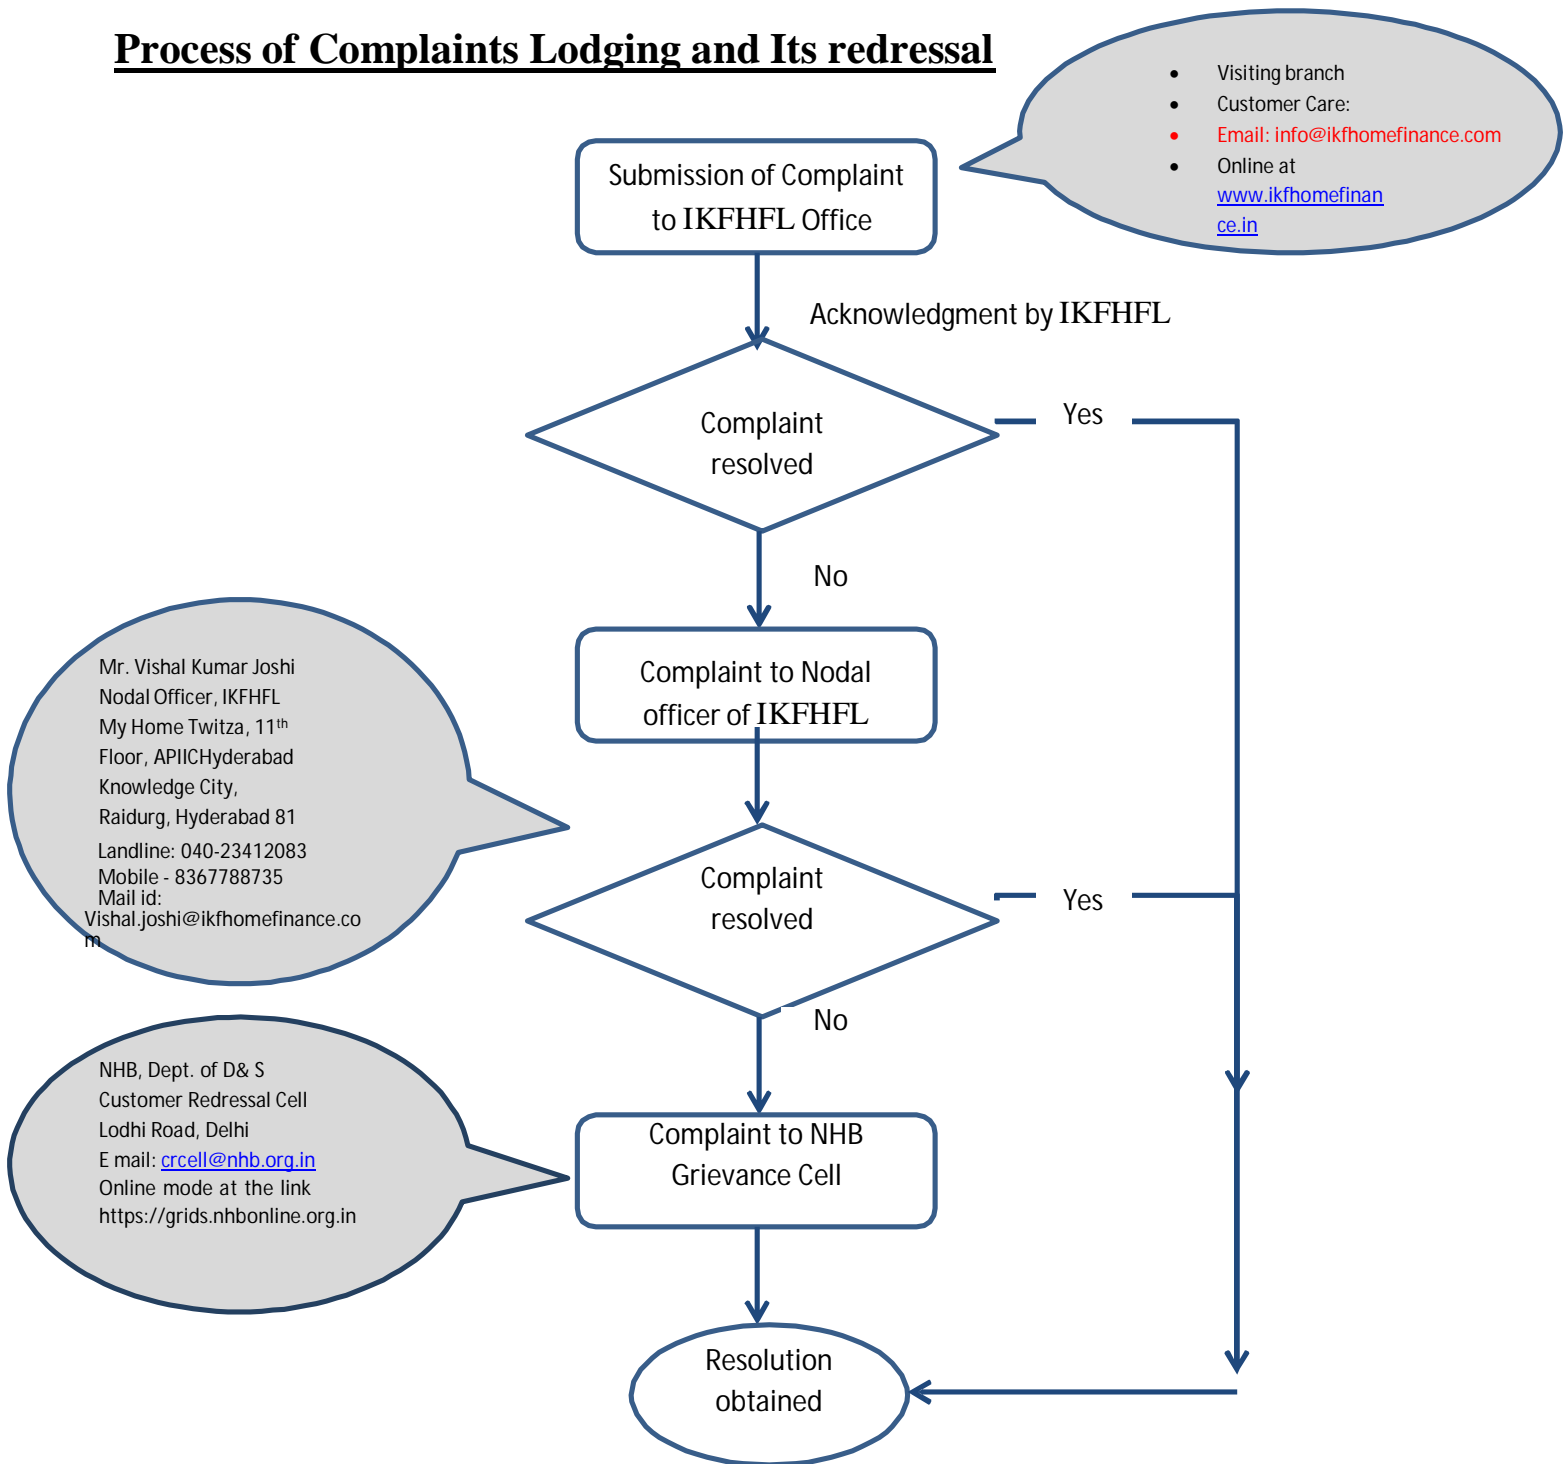 Process of Complaints Lodging and Its redressal
• Visiting branch
• Customer Care:
• Email: info@ikfhomefinance.com
• Online at
www.ikfhomefinan
ce.in
Submission of Complaint
to IKFHFL Office
Acknowledgment by IKFHFL
Complaint
resolved
Yes
No
Complaint to Nodal
officer of IKFHFL
Mr. Vishal Kumar Joshi
Nodal Officer, IKFHFL
My Home Twitza, 11th
Floor, APIICHyderabad
Knowledge City,
Raidurg, Hyderabad 81
Landline: 040-23412083
Mobile - 8367788735
Mail id:
Vishal.joshi@ikfhomefinance.co
m
Complaint
resolved
Yes
No
NHB, Dept. of D& S
Customer Redressal Cell
Lodhi Road, Delhi
E mail: crcell@nhb.org.in
Online mode at the link
https://grids.nhbonline.org.in
Complaint to NHB
Grievance Cell
Resolution
obtained